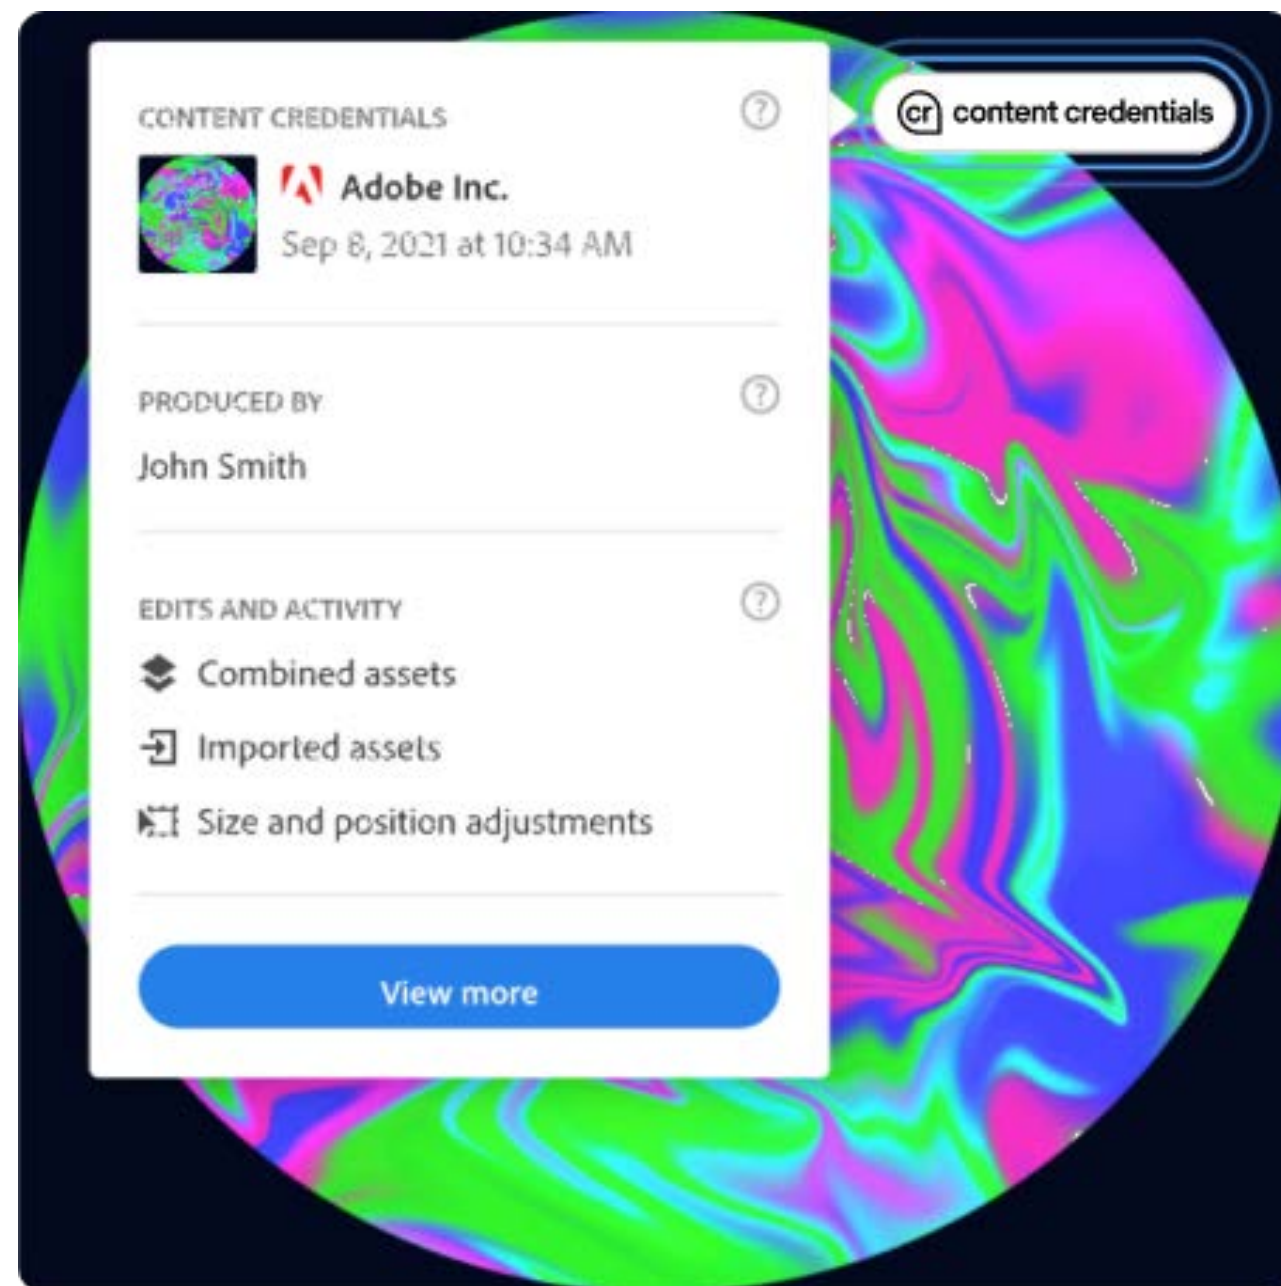 CONTENT CREDENTIALS
Adobe Inc.
Sep 8, 2021 at 10:34 AM
PRODUCED BY
John Smith
EDITS AND ACTIVITY
Combined assets
Imported assets
Size and position adjustments
View more
cr content credentials